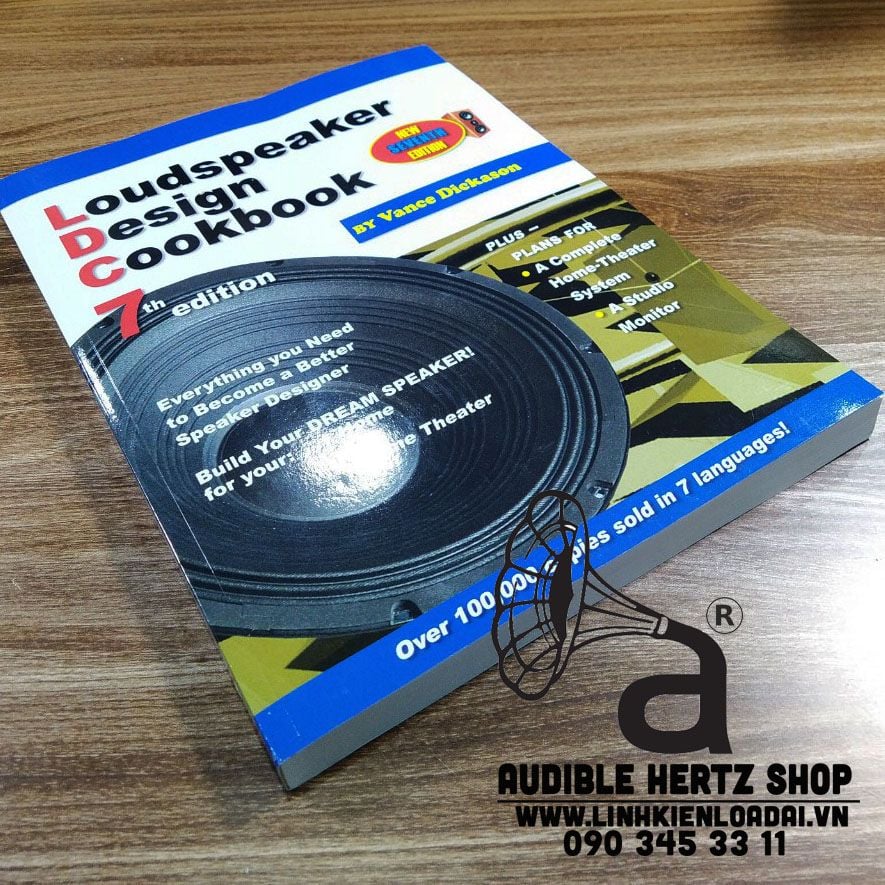 Loudspeaker
Design
Cookbook
7th edition
NEW
SEVENTH
EDITION
BY Vance Dickason
PLUS –
PLANS FOR
• A Complete
Home-Theater
System
• A Studio
Monitor
Everything you Need
to Become a Better
Speaker Designer
Build Your DREAM SPEAKER!
for your: Theater
Over 100,000 copies sold in 7 languages!
a®
AUDIBLE HERTZ SHOP
WWW.LINHKIENLOADAI.VN
090 345 33 11